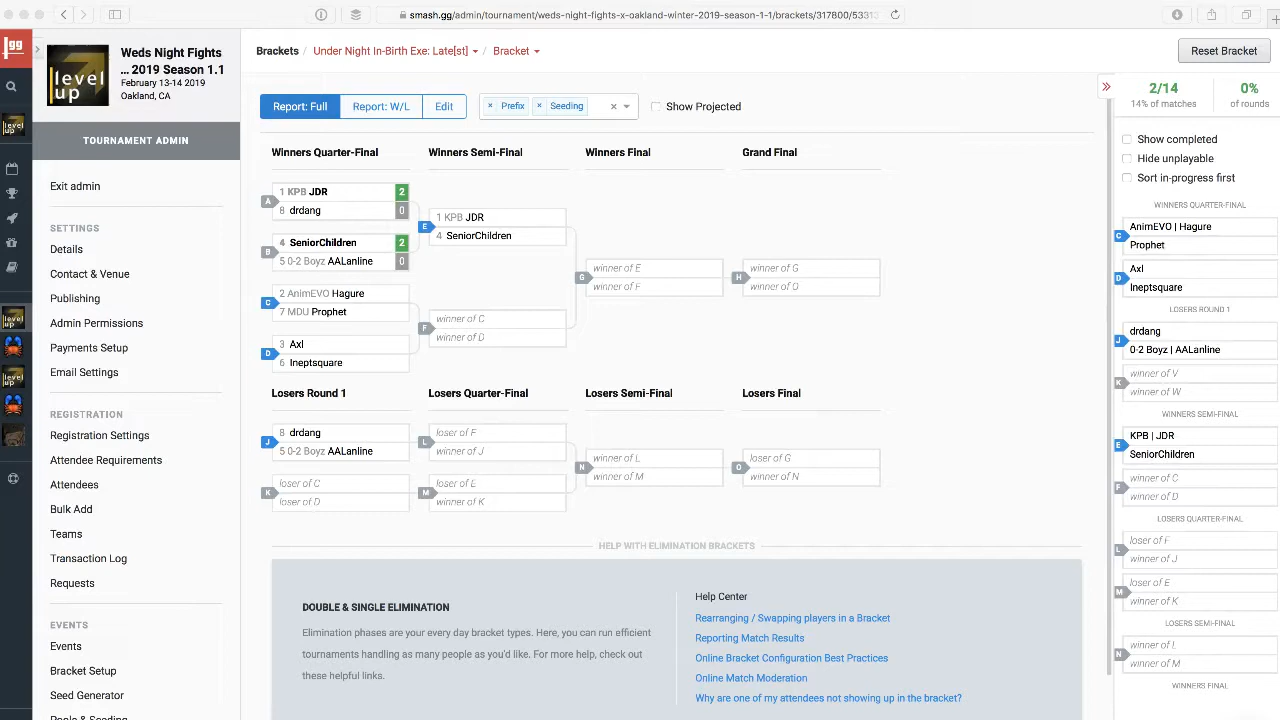 smash.gg/admin/tournament/weds-night-fights-x-oakland-winter-2019-season-1-1/brackets/317800/5331
.gg
level up
Weds Night Fights
... 2019 Season 1.1
February 13-14 2019
Oakland, CA
TOURNAMENT ADMIN
Exit admin
SETTINGS
Details
Contact & Venue
Publishing
Admin Permissions
Payments Setup
Email Settings
REGISTRATION
Registration Settings
Attendee Requirements
Attendees
Bulk Add
Teams
Transaction Log
Requests
EVENTS
Events
Bracket Setup
Seed Generator
Pools & Seeding
Brackets / Under Night In-Birth Exe: Late[st] / Bracket
Reset Bracket
Report: Full Report: W/L Edit × Prefix × Seeding × Show Projected
Winners Quarter-Final Winners Semi-Final Winners Final Grand Final
A
1 KPB JDR 2
8 drdang 0
B
4 SeniorChildren 2
5 0-2 Boyz AALanline 0
C
2 AnimEVO Hagure
7 MDU Prophet
D
3 Axl
6 Ineptsquare
E
1 KPB JDR
4 SeniorChildren
F
winner of C
winner of D
G
winner of E
winner of F
H
winner of G
winner of O
Losers Round 1 Losers Quarter-Final Losers Semi-Final Losers Final
J
8 drdang
5 0-2 Boyz AALanline
K
loser of C
loser of D
L
loser of F
winner of J
M
loser of E
winner of K
N
winner of L
winner of M
O
loser of G
winner of N
HELP WITH ELIMINATION BRACKETS
DOUBLE & SINGLE ELIMINATION
Elimination phases are your every day bracket types. Here, you can run efficient
tournaments handling as many people as you'd like. For more help, check out
these helpful links.
Help Center
Rearranging / Swapping players in a Bracket
Reporting Match Results
Online Bracket Configuration Best Practices
Online Match Moderation
Why are one of my attendees not showing up in the bracket?
2/14 0%
14% of matches of rounds
Show completed
Hide unplayable
Sort in-progress first
WINNERS QUARTER-FINAL
C
AnimEVO | Hagure
Prophet
D
Axl
Ineptsquare
LOSERS ROUND 1
J
drdang
0-2 Boyz | AALanline
K
winner of V
winner of W
WINNERS SEMI-FINAL
E
KPB | JDR
SeniorChildren
F
winner of C
winner of D
LOSERS QUARTER-FINAL
L
loser of F
winner of J
M
loser of E
winner of K
LOSERS SEMI-FINAL
N
winner of L
winner of M
WINNERS FINAL